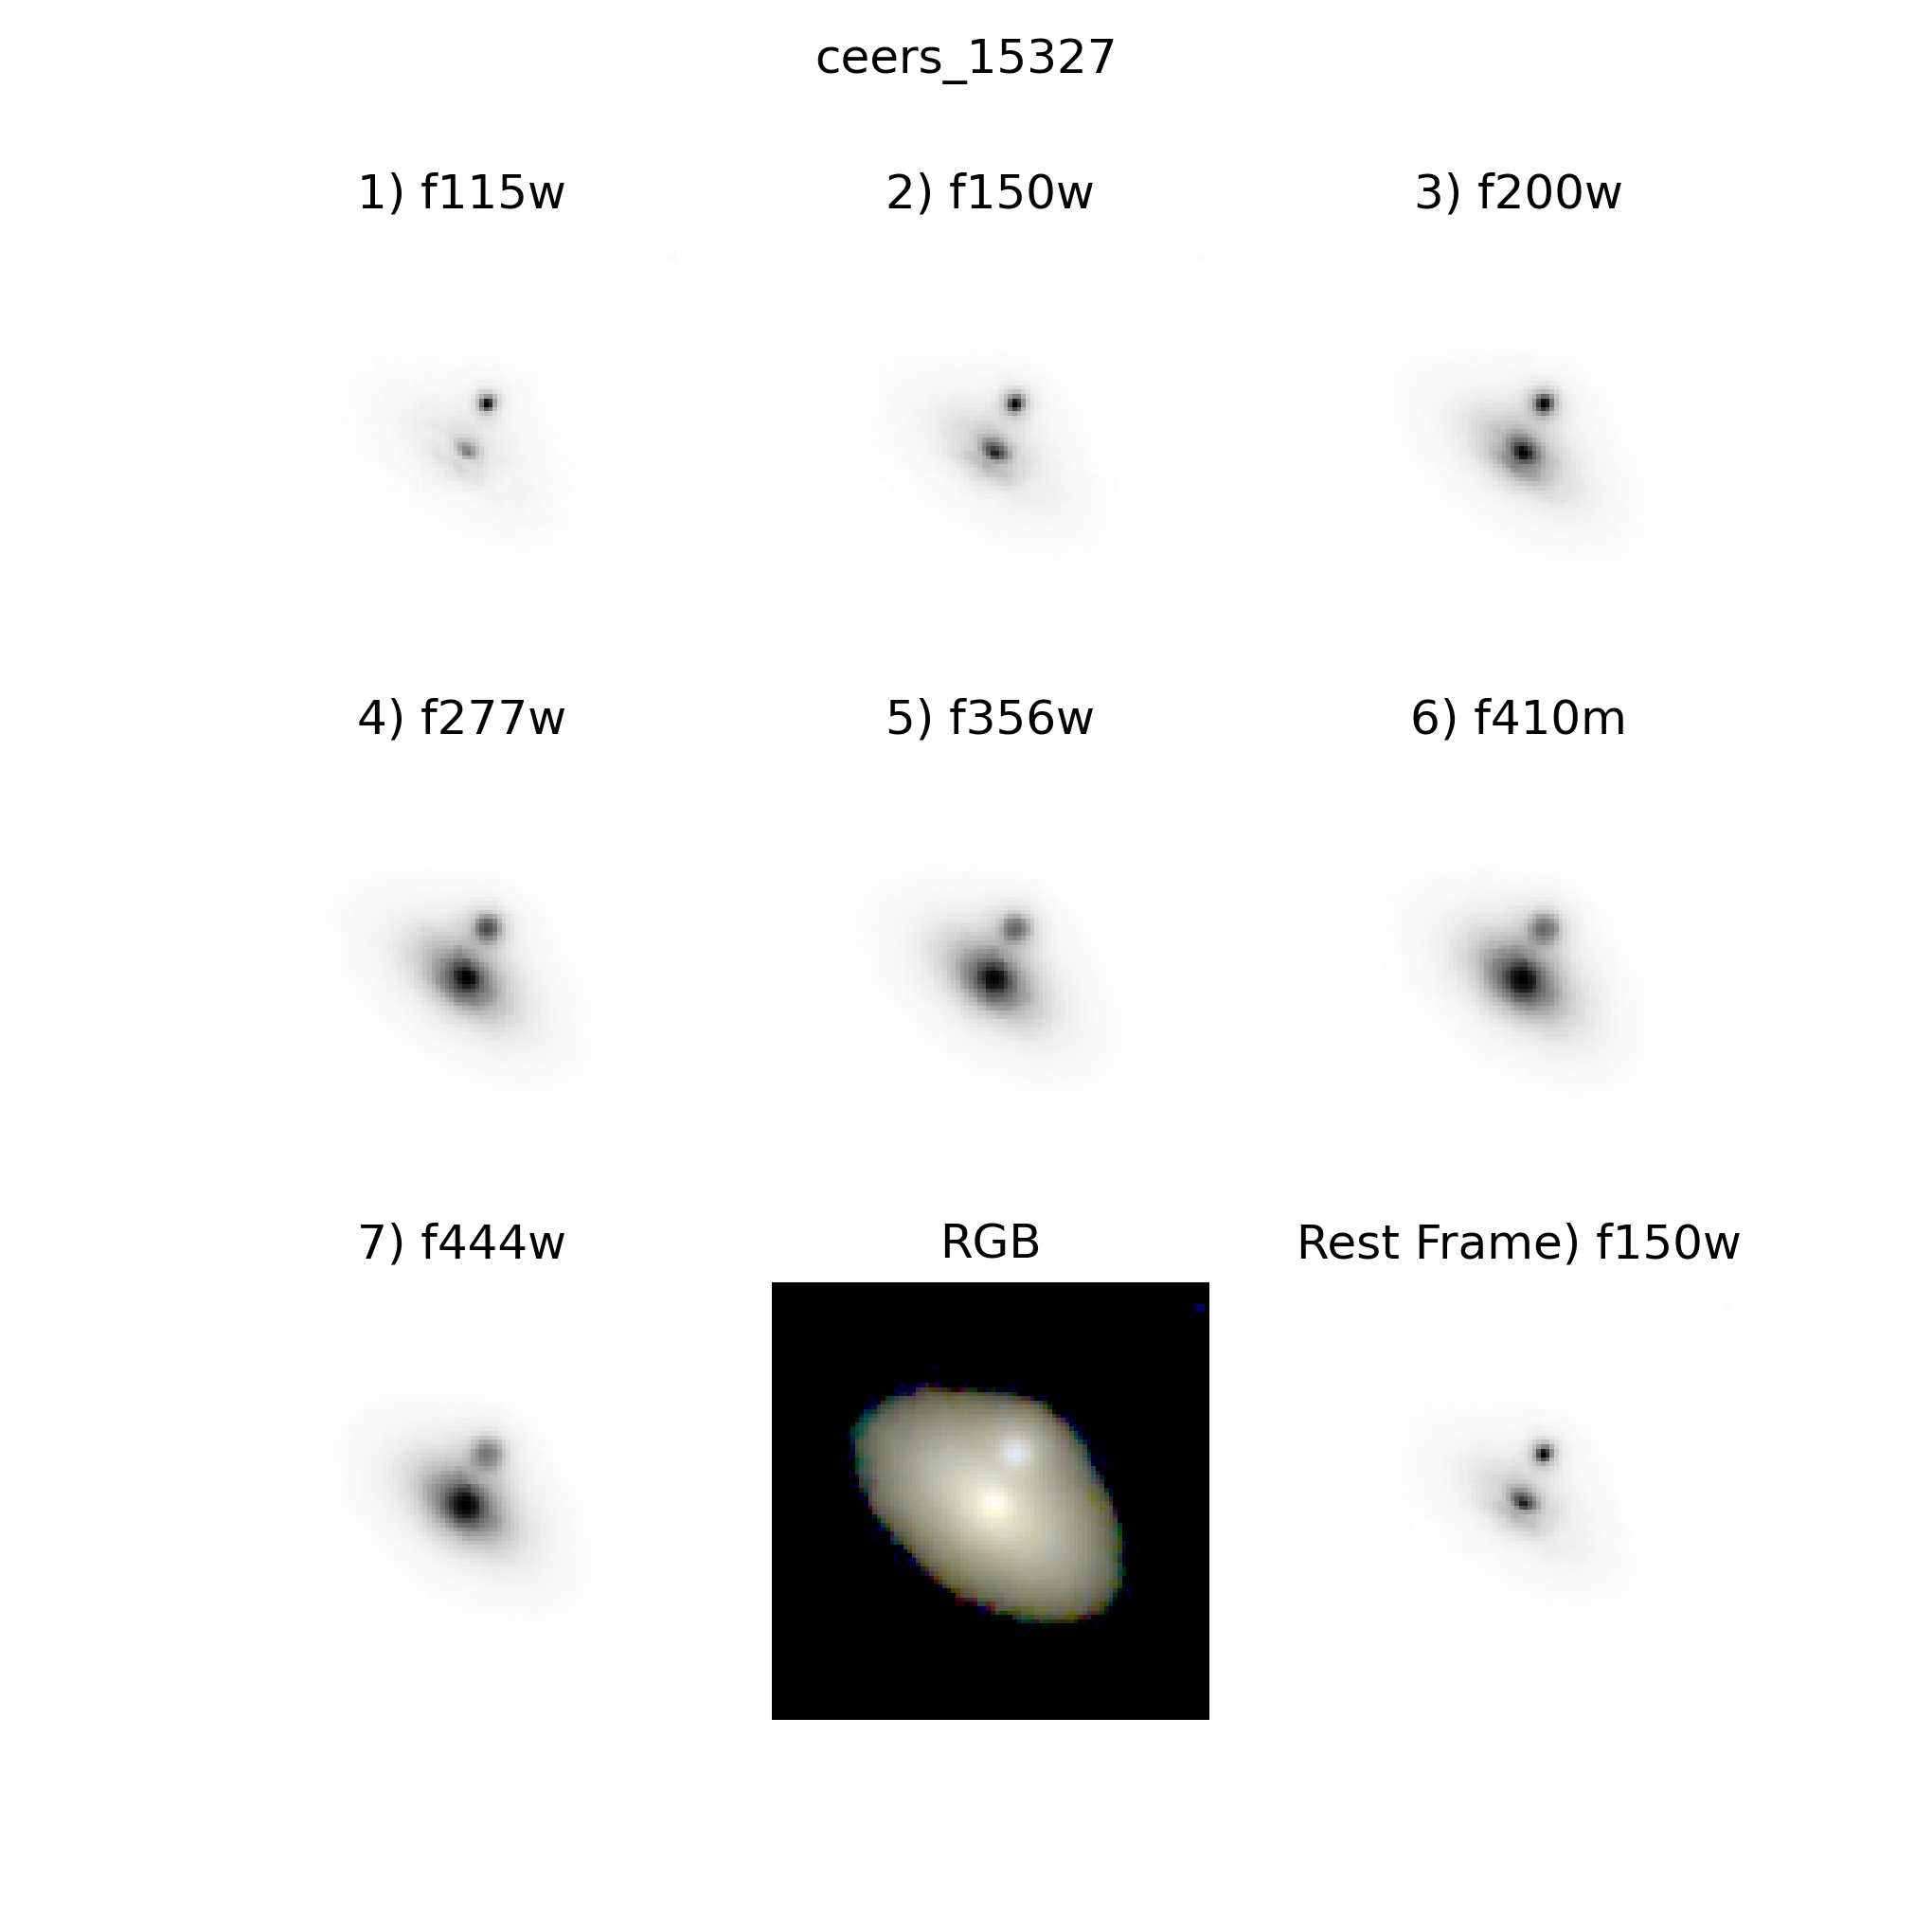 ceers_15327
1) f115w
2) f150w
3) f200w
4) f277w
5) f356w
6) f410m
7) f444w
RGB
Rest Frame) f150w